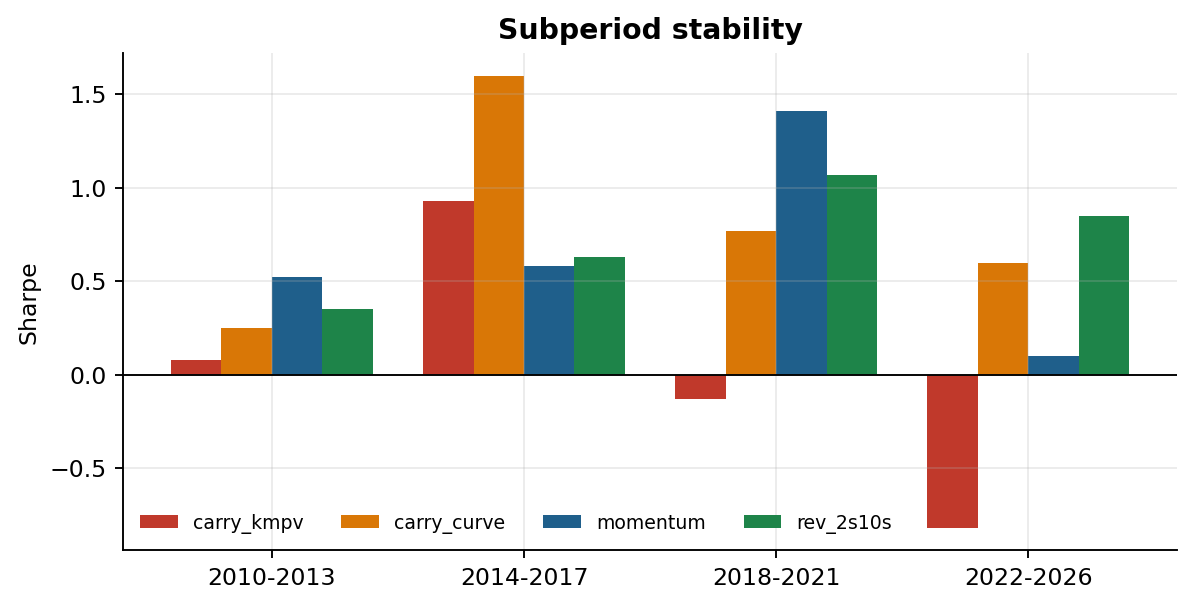 Subperiod stability
Sharpe
1.5
1.0
0.5
0.0
−0.5
carry_kmpv
carry_curve
momentum
rev_2s10s
2010-2013
2014-2017
2018-2021
2022-2026